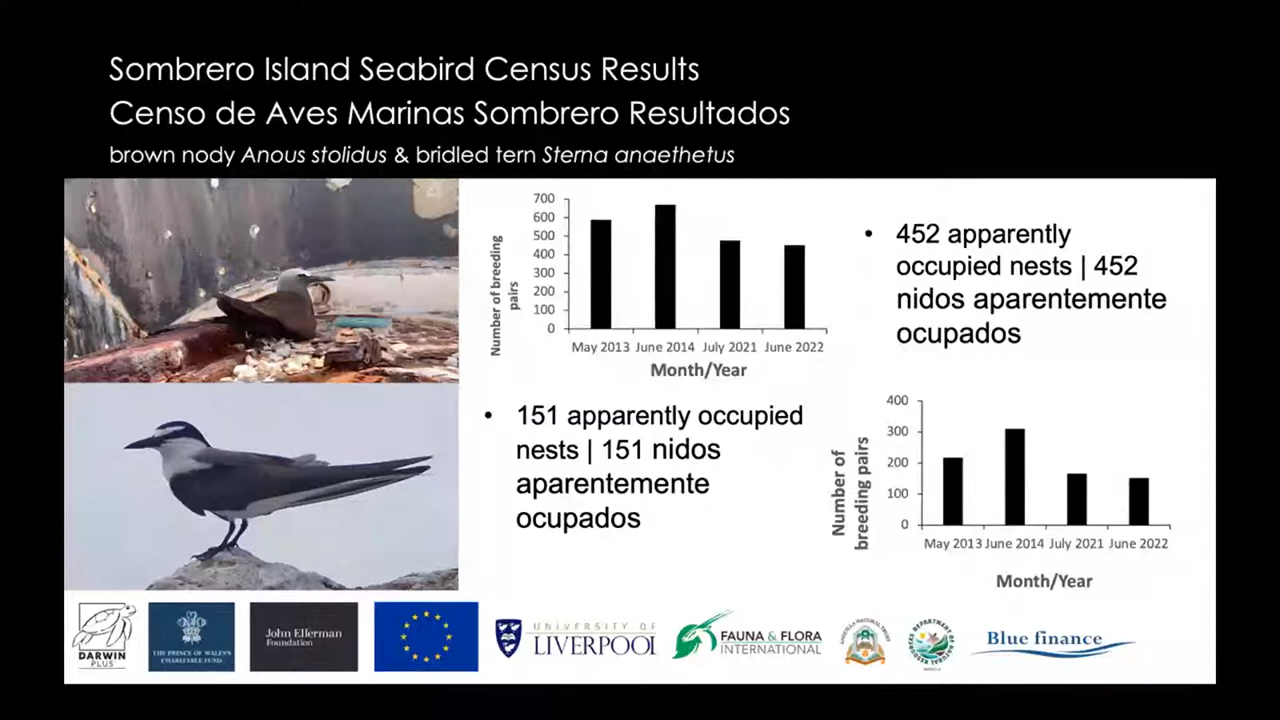 Sombrero Island Seabird Census Results
Censo de Aves Marinas Sombrero Resultados
brown nody Anous stolidus & bridled tern Sterna anaethetus
700
600
500
400
300
200
100
0
Number of breeding
pairs
May 2013 June 2014 July 2021 June 2022
Month/Year
• 452 apparently
occupied nests | 452
nidos aparentemente
ocupados
• 151 apparently occupied
nests | 151 nidos
aparentemente
ocupados
400
300
200
100
0
Number of
breeding pairs
May 2013 June 2014 July 2021 June 2022
Month/Year
DARWIN
PLUS
THE PRINCE OF WALES'S
CHARITABLE FUND
John Ellerman
Foundation
UNIVERSITY OF
LIVERPOOL
FAUNA & FLORA
INTERNATIONAL
Blue finance